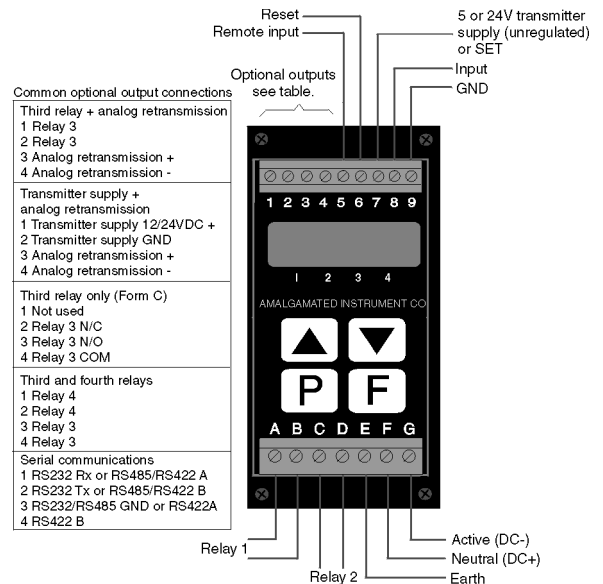 Reset
Remote input
5 or 24V transmitter
supply (unregulated)
or SET
Input
GND
Optional outputs
see table.
Common optional output connections
Third relay + analog retransmission
1 Relay 3
2 Relay 3
3 Analog retransmission +
4 Analog retransmission -
Transmitter supply +
analog retransmission
1 Transmitter supply 12/24VDC +
2 Transmitter supply GND
3 Analog retransmission +
4 Analog retransmission -
Third relay only (Form C)
1 Not used
2 Relay 3 N/C
3 Relay 3 N/O
4 Relay 3 COM
Third and fourth relays
1 Relay 4
2 Relay 4
3 Relay 3
4 Relay 3
Serial communications
1 RS232 Rx or RS485/RS422 A
2 RS232 Tx or RS485/RS422 B
3 RS232/RS485 GND or RS422A
4 RS422 B
1 2 3 4 5 6 7 8 9
1 2 3 4
AMALGAMATED INSTRUMENT CO
P F
A B C D E F G
Relay 1
Relay 2
Active (DC-)
Neutral (DC+)
Earth